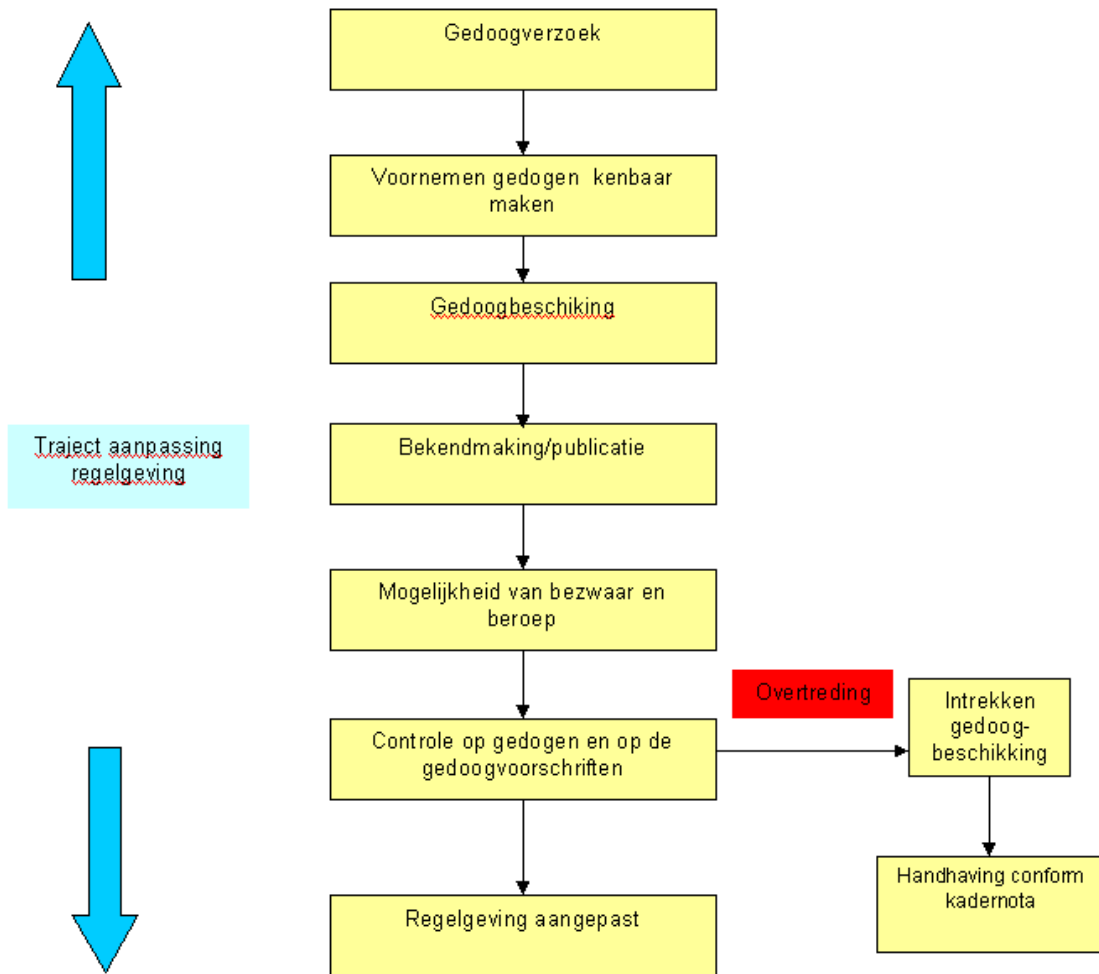 Gedoogverzoek
Voornemen gedogen kenbaar
maken
Gedoogbeschiking
Traject aanpassing
regelgeving
Bekendmaking/publicatie
Mogelijkheid van bezwaar en
beroep
Overtreding
Controle op gedogen en op de
gedoogvoorschriften
Intrekken
gedoog-
beschikking
Handhaving conform
kadernota
Regelgeving aangepast